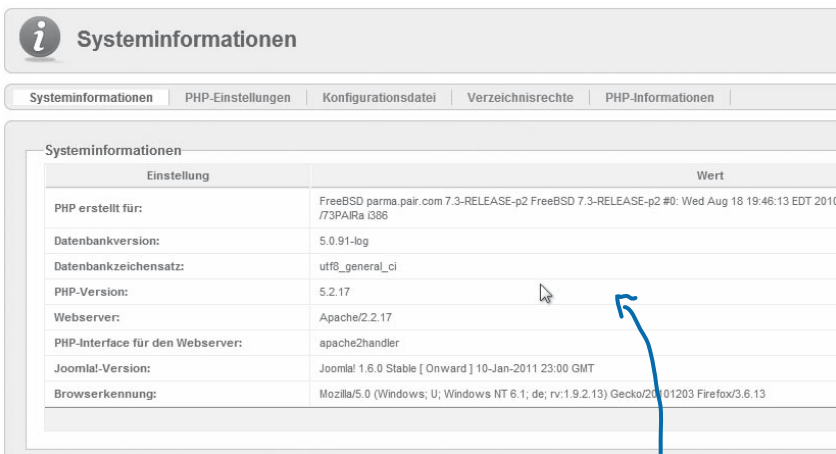 Systeminformationen
Systeminformationen PHP-Einstellungen Konfigurationsdatei Verzeichnisrechte PHP-Informationen
Systeminformationen
Einstellung Wert
PHP erstellt für: FreeBSD parma.pair.com 7.3-RELEASE-p2 FreeBSD 7.3-RELEASE-p2 #0: Wed Aug 18 19:46:13 EDT 2010
/73PAIRa i386
Datenbankversion: 5.0.91-log
Datenbankzeichensatz: utf8_general_ci
PHP-Version: 5.2.17
Webserver: Apache/2.2.17
PHP-Interface für den Webserver: apache2handler
Joomla!-Version: Joomla! 1.6.0 Stable [ Onward ] 10-Jan-2011 23:00 GMT
Browserkennung: Mozilla/5.0 (Windows; U; Windows NT 6.1; de; rv:1.9.2.13) Gecko/20101203 Firefox/3.6.13